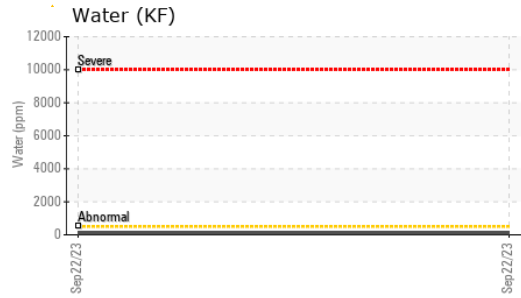 Water (KF)
12000
Severe
10000
8000
6000
4000
2000
Abnormal
0
Water (ppm)
Sep22/23
Sep22/23